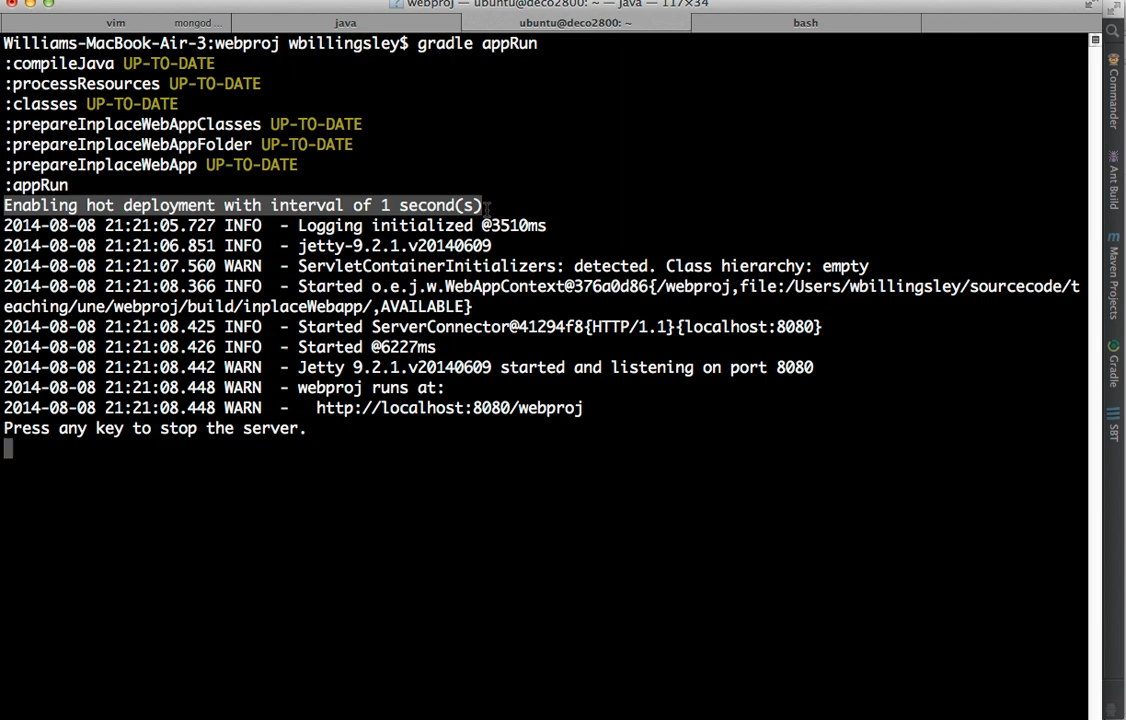 webproj — ubuntu@deco2800: ~ — java — 117×34
vim mongod ... java ubuntu@deco2800: ~ bash
Williams-MacBook-Air-3:webproj wbillingsley$ gradle appRun
:compileJava UP-TO-DATE
:processResources UP-TO-DATE
:classes UP-TO-DATE
:prepareInplaceWebAppClasses UP-TO-DATE
:prepareInplaceWebAppFolder UP-TO-DATE
:prepareInplaceWebApp UP-TO-DATE
:appRun
Enabling hot deployment with interval of 1 second(s)
2014-08-08 21:21:05.727 INFO  - Logging initialized @3510ms
2014-08-08 21:21:06.851 INFO  - jetty-9.2.1.v20140609
2014-08-08 21:21:07.560 WARN  - ServletContainerInitializers: detected. Class hierarchy: empty
2014-08-08 21:21:08.366 INFO  - Started o.e.j.w.WebAppContext@376a0d86{/webproj,file:/Users/wbillingsley/sourcecode/t
eaching/une/webproj/build/inplaceWebapp/,AVAILABLE}
2014-08-08 21:21:08.425 INFO  - Started ServerConnector@41294f8{HTTP/1.1}{localhost:8080}
2014-08-08 21:21:08.426 INFO  - Started @6227ms
2014-08-08 21:21:08.442 WARN  - Jetty 9.2.1.v20140609 started and listening on port 8080
2014-08-08 21:21:08.448 WARN  - webproj runs at:
2014-08-08 21:21:08.448 WARN  -   http://localhost:8080/webproj
Press any key to stop the server.
Commander
Ant Build
Maven Projects
Gradle
SBT